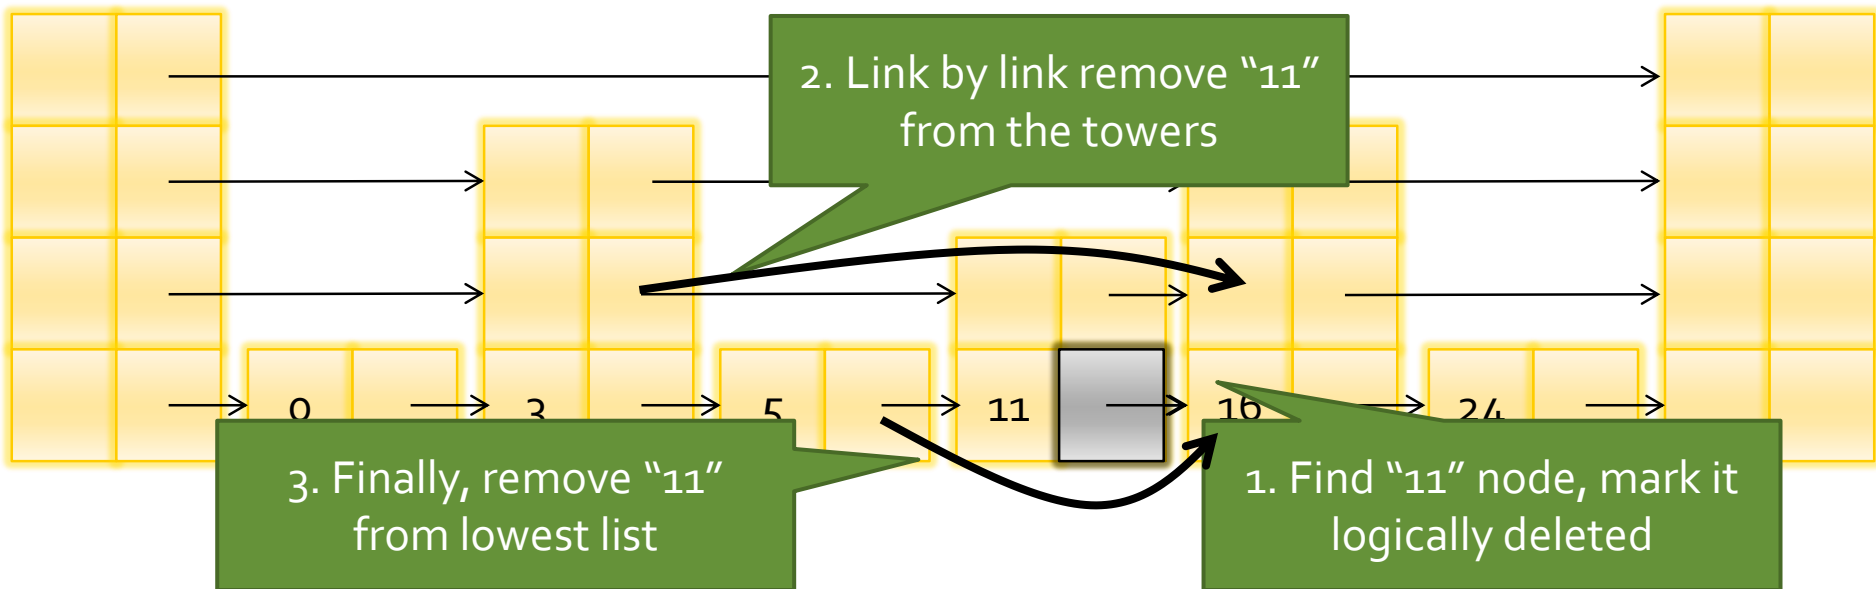 2. Link by link remove “11”
from the towers
0 3 5 11 16 24
3. Finally, remove “11”
from lowest list
1. Find “11” node, mark it
logically deleted